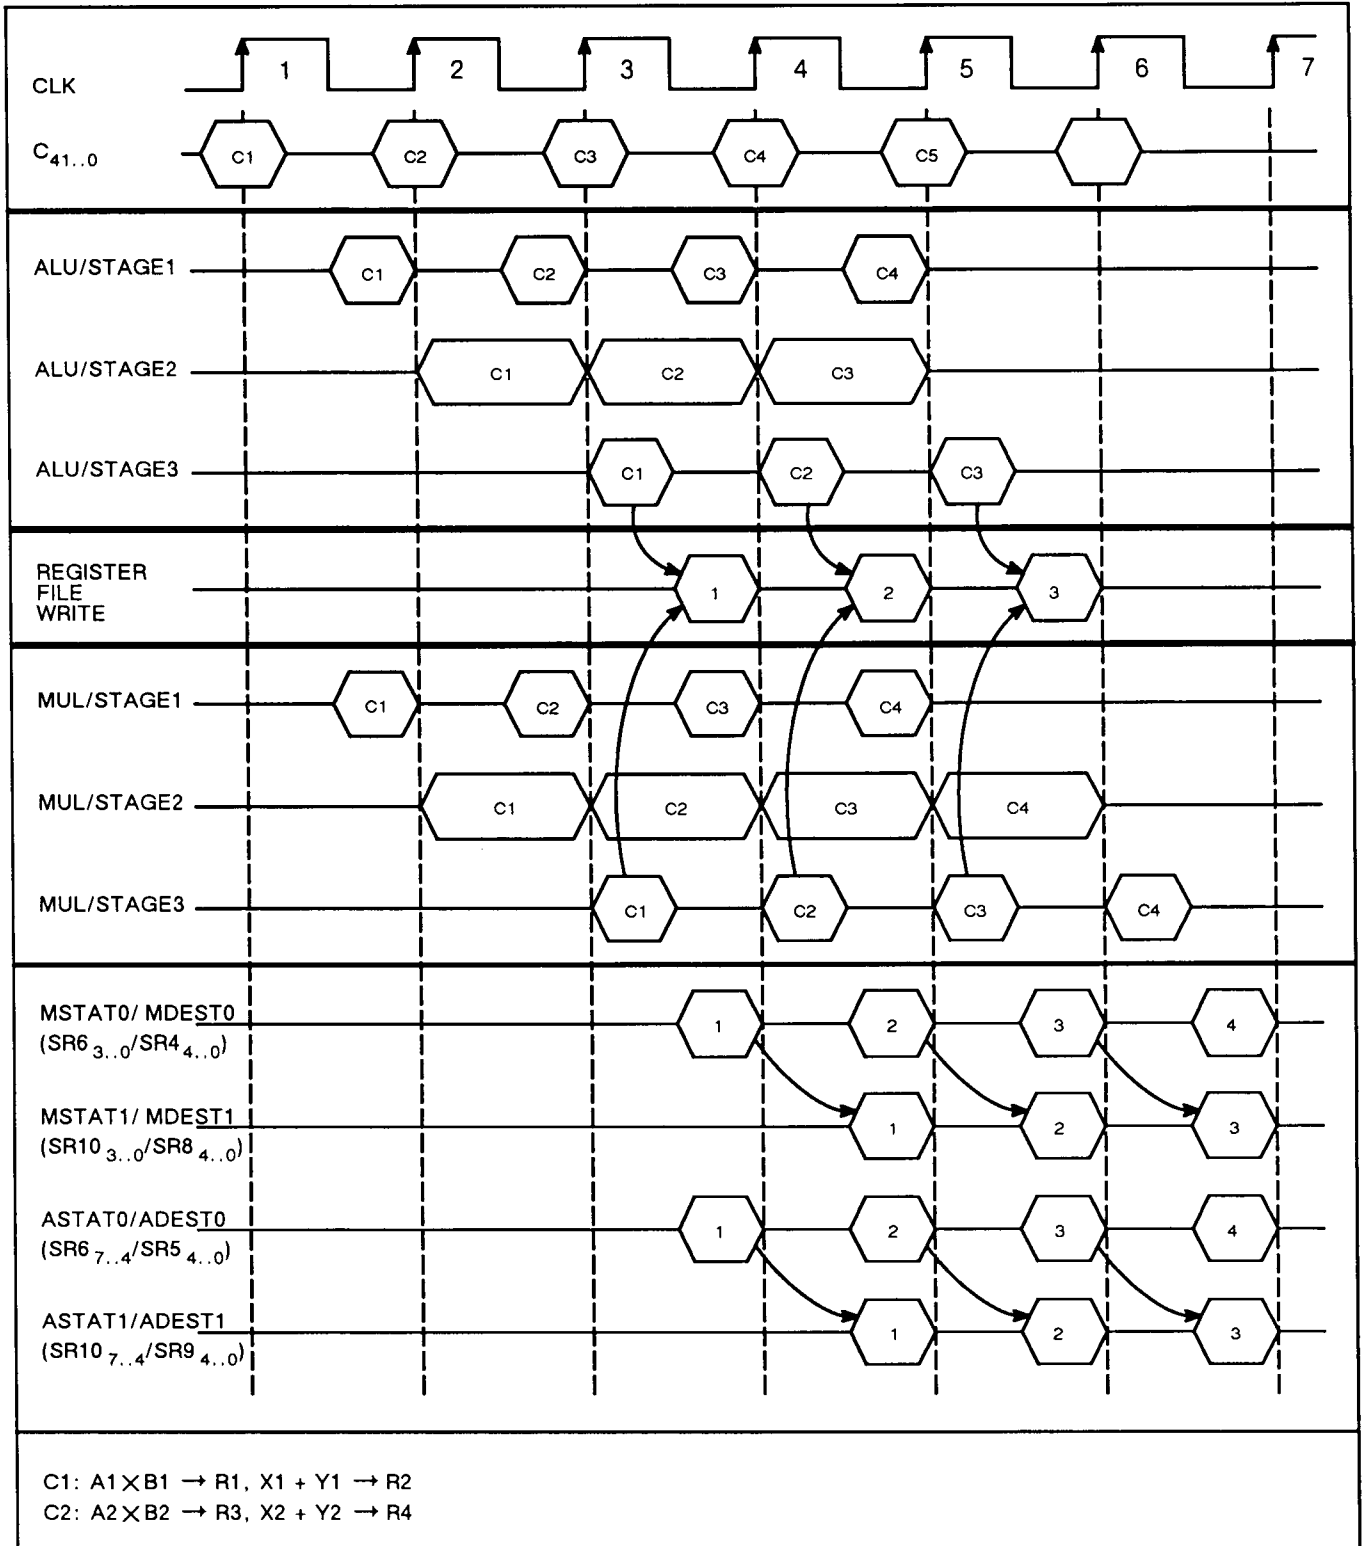 1 2 3 4 5 6 7
CLK
C41..0 C1 C2 C3 C4 C5
ALU/STAGE1 C1 C2 C3 C4
ALU/STAGE2 C1 C2 C3
ALU/STAGE3 C1 C2 C3
REGISTER
FILE
WRITE
1 2 3
MUL/STAGE1 C1 C2 C3 C4
MUL/STAGE2 C1 C2 C3 C4
MUL/STAGE3 C1 C2 C3 C4
MSTAT0/ MDEST0 1 2 3 4
(SR6 3..0/SR4 4..0)
MSTAT1/ MDEST1 1 2 3
(SR10 3..0/SR8 4..0)
ASTAT0/ADEST0 1 2 3 4
(SR6 7..4/SR5 4..0)
ASTAT1/ADEST1 1 2 3
(SR10 7..4/SR9 4..0)
C1: A1×B1 → R1, X1 + Y1 → R2
C2: A2×B2 → R3, X2 + Y2 → R4